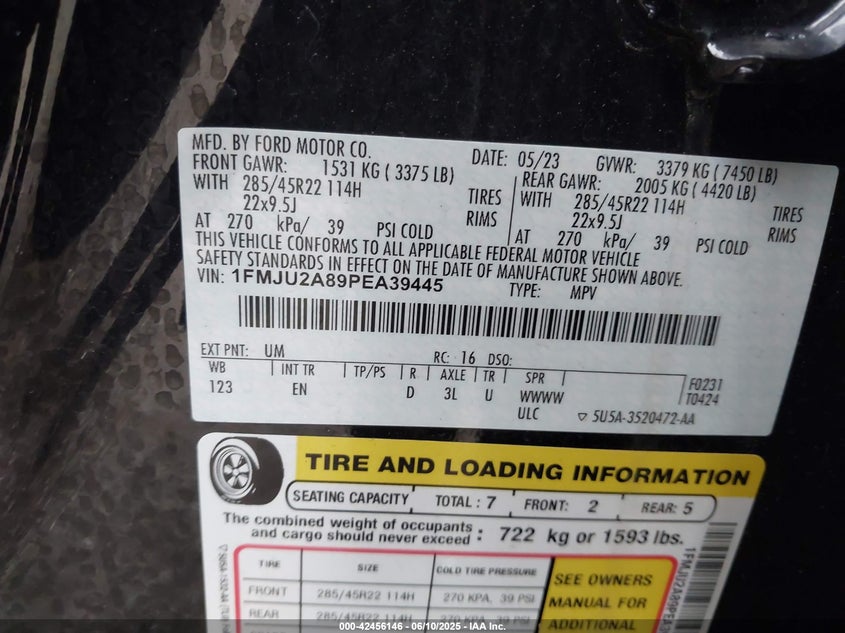 MFD. BY FORD MOTOR CO. DATE: 05/23 GVWR: 3379 KG ( 7450 LB)
FRONT GAWR: 1531 KG ( 3375 LB) REAR GAWR: 2005 KG ( 4420 LB)
WITH 285/45R22 114H TIRES WITH 285/45R22 114H TIRES
22x9.5J RIMS 22x9.5J RIMS
AT 270 kPa/ 39 PSI COLD AT 270 kPa/ 39 PSI COLD
THIS VEHICLE CONFORMS TO ALL APPLICABLE FEDERAL MOTOR VEHICLE
SAFETY STANDARDS IN EFFECT ON THE DATE OF MANUFACTURE SHOWN ABOVE.
VIN: 1FMJU2A89PEA39445 TYPE: MPV
EXT PNT: UM RC: 16 DSO:
WB INT TR TP/PS R AXLE TR SPR F0231
123 EN D 3L U WWWW T0424
ULC ▽ 5U5A-3520472-AA
TIRE AND LOADING INFORMATION
SEATING CAPACITY TOTAL : 7 FRONT: 2 REAR: 5
The combined weight of occupants
and cargo should never exceed : 722 kg or 1593 lbs.
TIRE SIZE COLD TIRE PRESSURE SEE OWNERS
FRONT 285/45R22 114H 270 KPA, 39 PSI MANUAL FOR
REAR 285/45R22 114H 270 KPA, 39 PSI ADDITIONAL
000-42456146 - 06/10/2025 - IAA Inc.